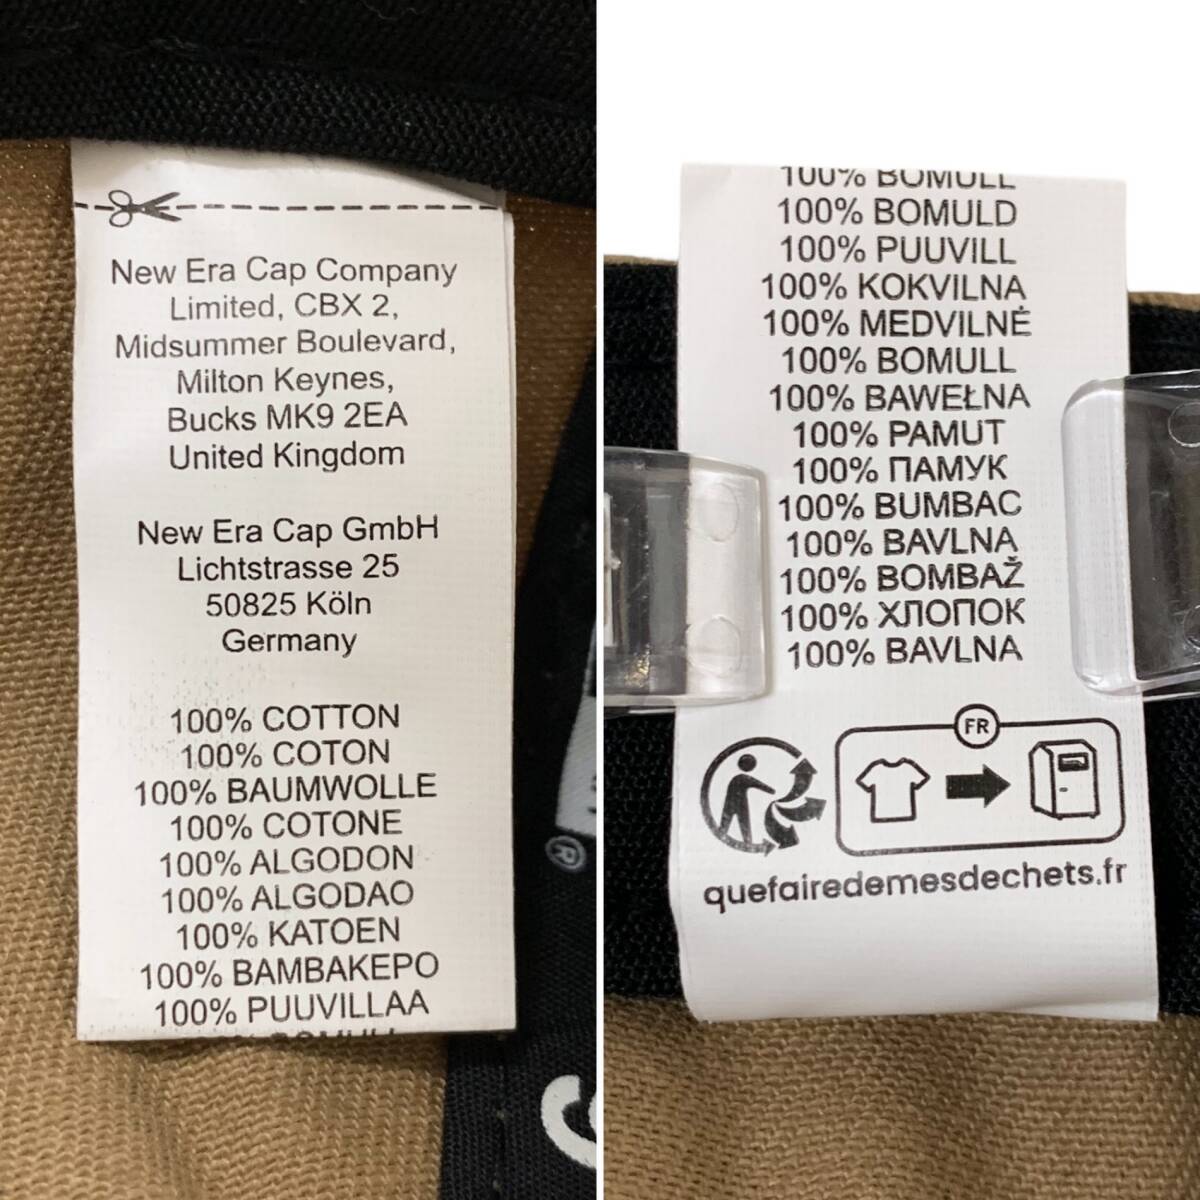 New Era Cap Company
Limited, CBX 2,
Midsummer Boulevard,
Milton Keynes,
Bucks MK9 2EA
United Kingdom
New Era Cap GmbH
Lichtstrasse 25
50825 Köln
Germany
100% COTTON
100% COTON
100% BAUMWOLLE
100% COTONE
100% ALGODON
100% ALGODAO
100% KATOEN
100% BAMBAKEPO
100% PUUVILLAA
100% BOMULL
100% BOMULD
100% PUUVILL
100% KOKVILNA
100% MEDVILNĖ
100% BOMULL
100% BAWEŁNA
100% PAMUT
100% ПАМУК
100% BUMBAC
100% BAVLNA
100% BOMBAŽ
100% ХЛОПОК
100% BAVLNA
FR
quefairedemesdechets.fr
®